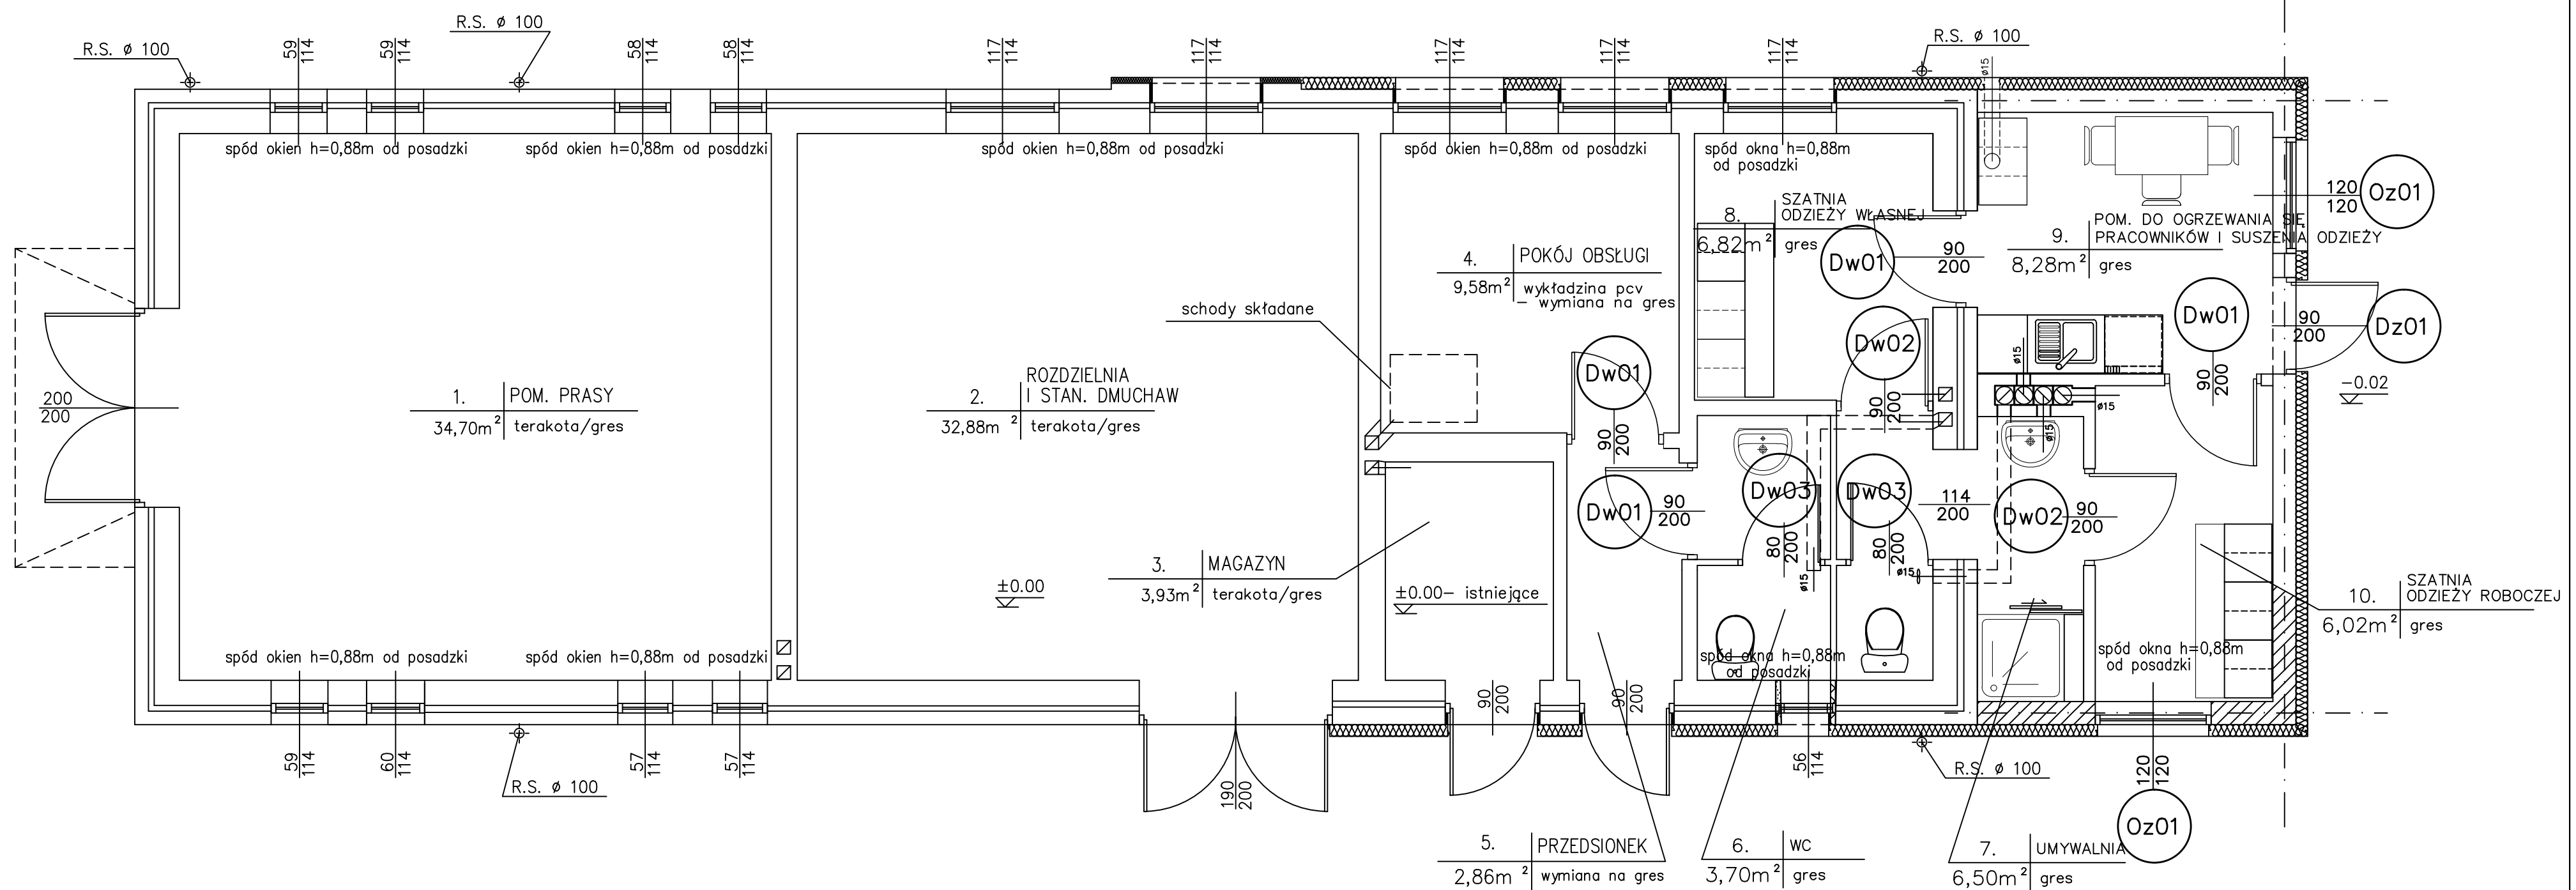 R.S. ø 100
R.S. ø 100
R.S. ø 100
59
114
59
114
58
114
58
114
117
114
117
114
117
114
117
114
117
114
ø15
spód okien h=0,88m od posadzki
spód okien h=0,88m od posadzki
spód okien h=0,88m od posadzki
spód okien h=0,88m od posadzki
spód okna h=0,88m
od posadzki
120
120
Oz01
8.
SZATNIA
ODZIEŻY WŁASNEJ
6,82m²
gres
9.
POM. DO OGRZEWANIA SIĘ
PRACOWNIKÓW I SUSZENIA ODZIEŻY
8,28m²
gres
4.
POKÓJ OBSŁUGI
9,58m²
wykładzina pcv
– wymiana na gres
Dw01
90
200
schody składane
Dw02
90
200
Dw01
90
200
90
200
Dz01
-0.02
ø15
ø15
ø15
Dw01
90
200
200
200
1.
POM. PRASY
34,70m²
terakota/gres
2.
ROZDZIELNIA
I STAN. DMUCHAW
32,88m²
terakota/gres
Dw01
90
200
Dw03
80
200
Dw03
80
200
114
200
Dw02
90
200
ø15
ø15
3.
MAGAZYN
3,93m²
terakota/gres
±0.00
±0.00– istniejące
10.
SZATNIA
ODZIEŻY ROBOCZEJ
6,02m²
gres
spód okien h=0,88m od posadzki
spód okien h=0,88m od posadzki
spód okna h=0,88m
od posadzki
spód okna h=0,88m
od posadzki
59
114
60
114
57
114
57
114
190
200
90
200
90
200
56
114
120
120
Oz01
R.S. ø 100
R.S. ø 100
5.
PRZEDSIONEK
2,86m²
wymiana na gres
6.
WC
3,70m²
gres
7.
UMYWALNIA
6,50m²
gres